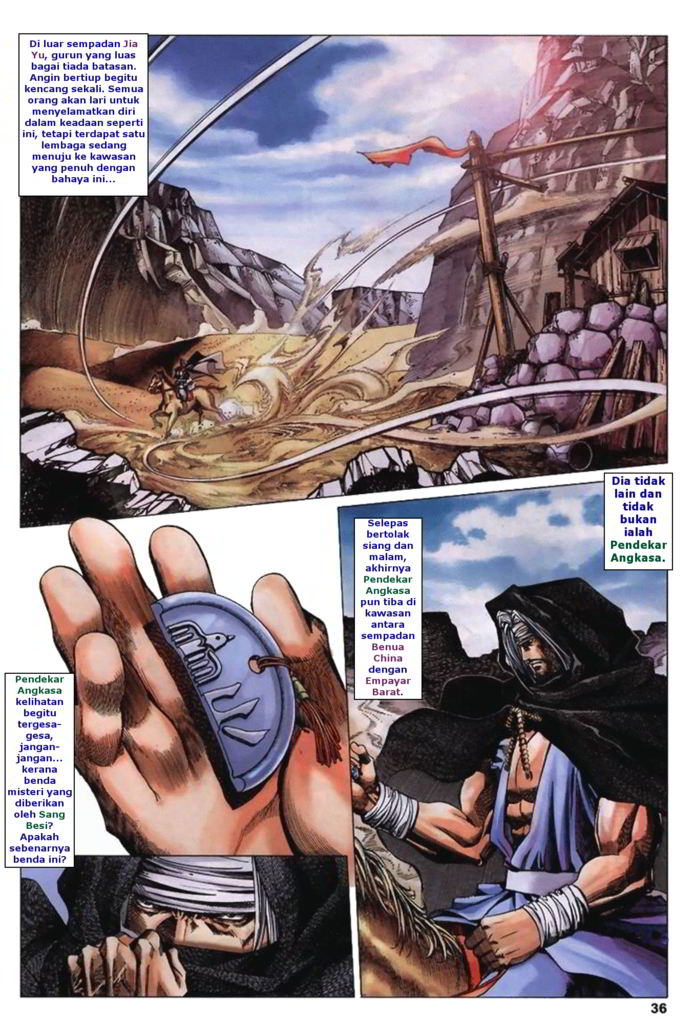 Di luar sempadan Jia
Yu, gurun yang luas
bagai tiada batasan.
Angin bertiup begitu
kencang sekali. Semua
orang akan lari untuk
menyelamatkan diri
dalam keadaan seperti
ini, tetapi terdapat satu
lembaga sedang
menuju ke kawasan
yang penuh dengan
bahaya ini...
Dia tidak
lain dan
tidak
bukan
ialah
Pendekar
Angkasa.
Selepas
bertolak
siang dan
malam,
akhirnya
Pendekar
Angkasa
pun tiba di
kawasan
antara
sempadan
Benua
China
dengan
Empayar
Barat.
Pendekar
Angkasa
kelihatan
begitu
tergesa-
gesa,
jangan-
jangan...
kerana
benda
misteri yang
diberikan
oleh Sang
Besi?
Apakah
sebenarnya
benda ini?
36